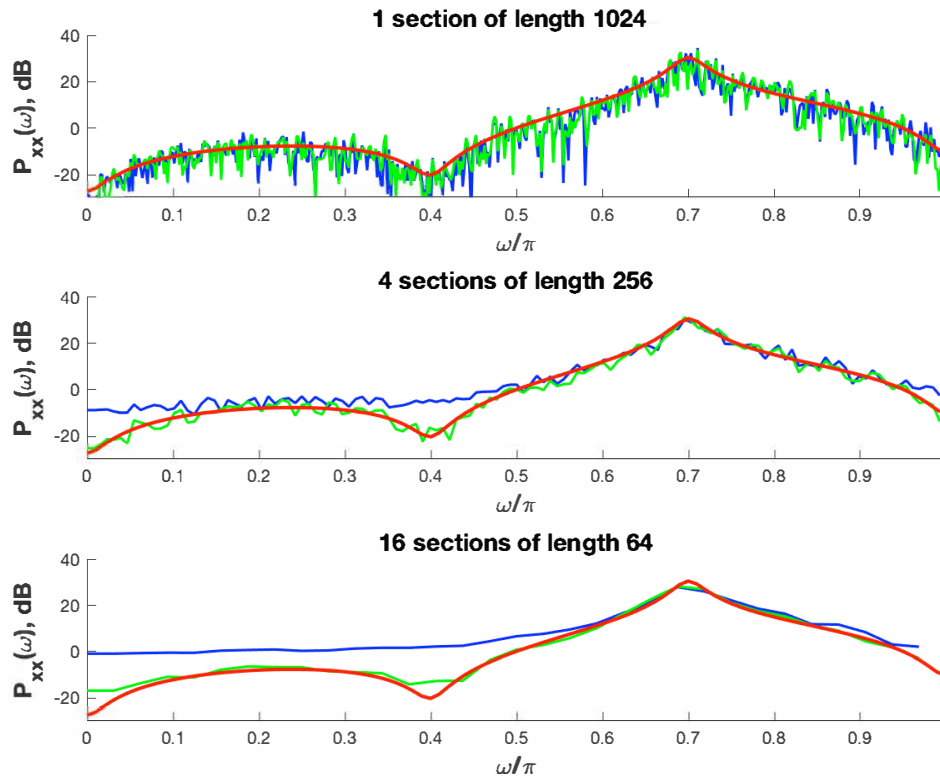 1 section of length 1024
P xx(ω), dB
40
20
0
-20
0 0.1 0.2 0.3 0.4 0.5 0.6 0.7 0.8 0.9
ω/π
4 sections of length 256
P xx(ω), dB
40
20
0
-20
0 0.1 0.2 0.3 0.4 0.5 0.6 0.7 0.8 0.9
ω/π
16 sections of length 64
P xx(ω), dB
40
20
0
-20
0 0.1 0.2 0.3 0.4 0.5 0.6 0.7 0.8 0.9
ω/π